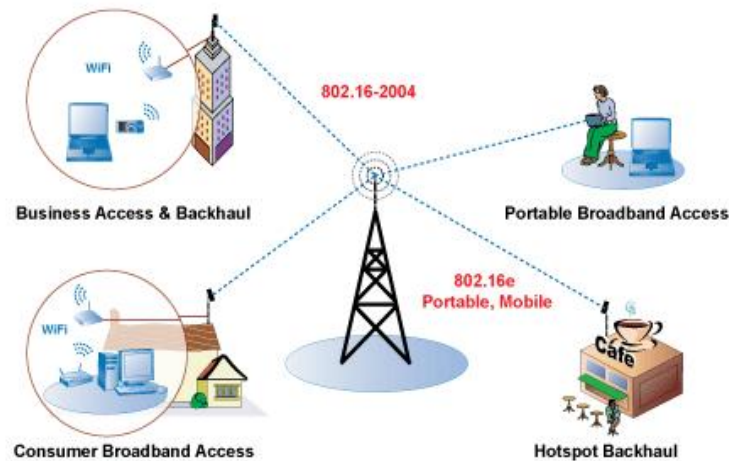 WiFi
802.16-2004
Business Access & Backhaul
Portable Broadband Access
802.16e
Portable, Mobile
WiFi
Cafe
Consumer Broadband Access
Hotspot Backhaul